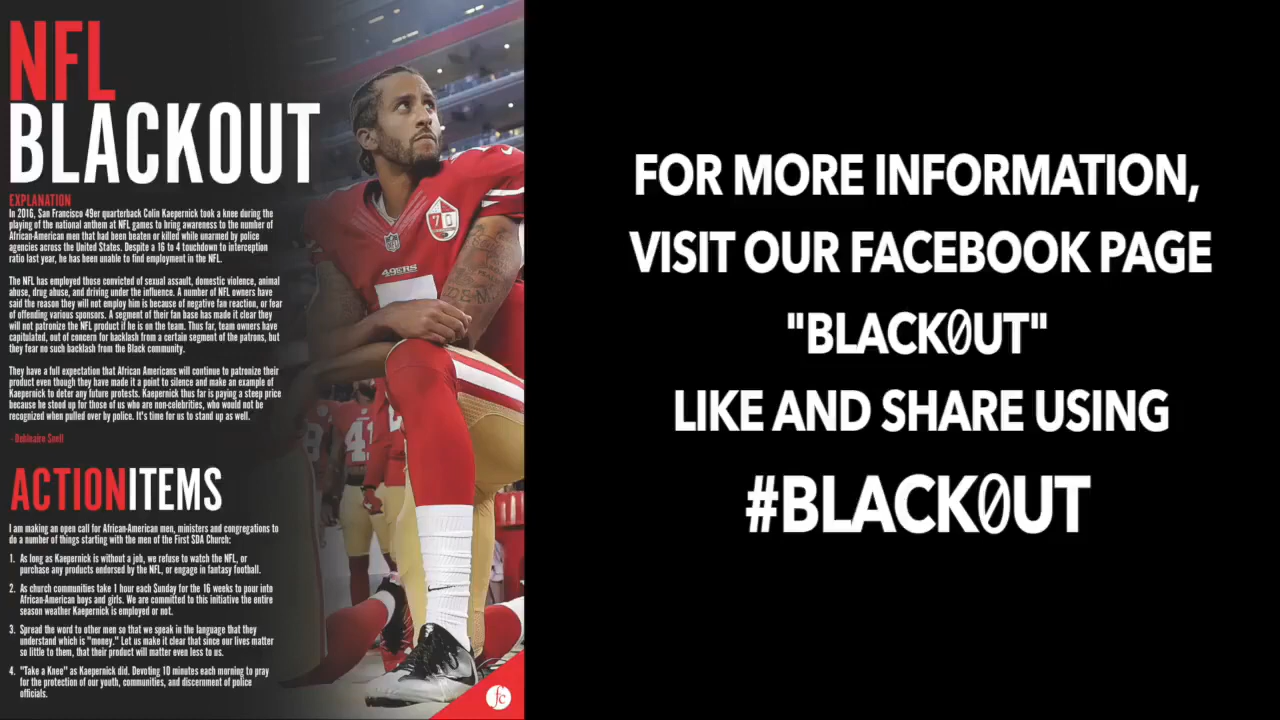 NFL
BLACKOUT
EXPLANATION
In 2016, San Francisco 49er quarterback Colin Kaepernick took a knee during the
playing of the national anthem at NFL games to bring awareness to the number of
African-American men that had been beaten or killed while unarmed by police
agencies across the United States. Despite a 16 to 4 touchdown to interception
ratio last year, he has been unable to find employment in the NFL.
The NFL has employed those convicted of sexual assault, domestic violence, animal
abuse, drug abuse, and driving under the influence. A number of NFL owners have
said the reason they will not employ him is because of negative fan reaction, or fear
of offending various sponsors. A segment of their fan base has made it clear they
will not patronize the NFL product if he is on the team. Thus far, team owners have
capitulated, out of concern for backlash from a certain segment of the patrons, but
they fear no such backlash from the Black community.
They have a full expectation that African Americans will continue to patronize their
product even though they have made it a point to silence and make an example of
Kaepernick to deter any future protests. Kaepernick thus far is paying a steep price
because he stood up for those of us who are non-celebrities, who would not be
recognized when pulled over by police. It's time for us to stand up as well.
- Debleaire Snell
ACTIONITEMS
I am making an open call for African-American men, ministers and congregations to
do a number of things starting with the men of the First SDA Church:
1. As long as Kaepernick is without a job, we refuse to watch the NFL, or
purchase any products endorsed by the NFL, or engage in fantasy football.
2. As church communities take 1 hour each Sunday for the 16 weeks to pour into
African-American boys and girls. We are committed to this initiative the entire
season weather Kaepernick is employed or not.
3. Spread the word to other men so that we speak in the language that they
understand which is "money." Let us make it clear that since our lives matter
so little to them, that their product will matter even less to us.
4. "Take a Knee" as Kaepernick did. Devoting 10 minutes each morning to pray
for the protection of our youth, communities, and discernment of police
officials.
70
NFL
49ERS
41
fc
FOR MORE INFORMATION,
VISIT OUR FACEBOOK PAGE
"BLACK0UT"
LIKE AND SHARE USING
#BLACK0UT